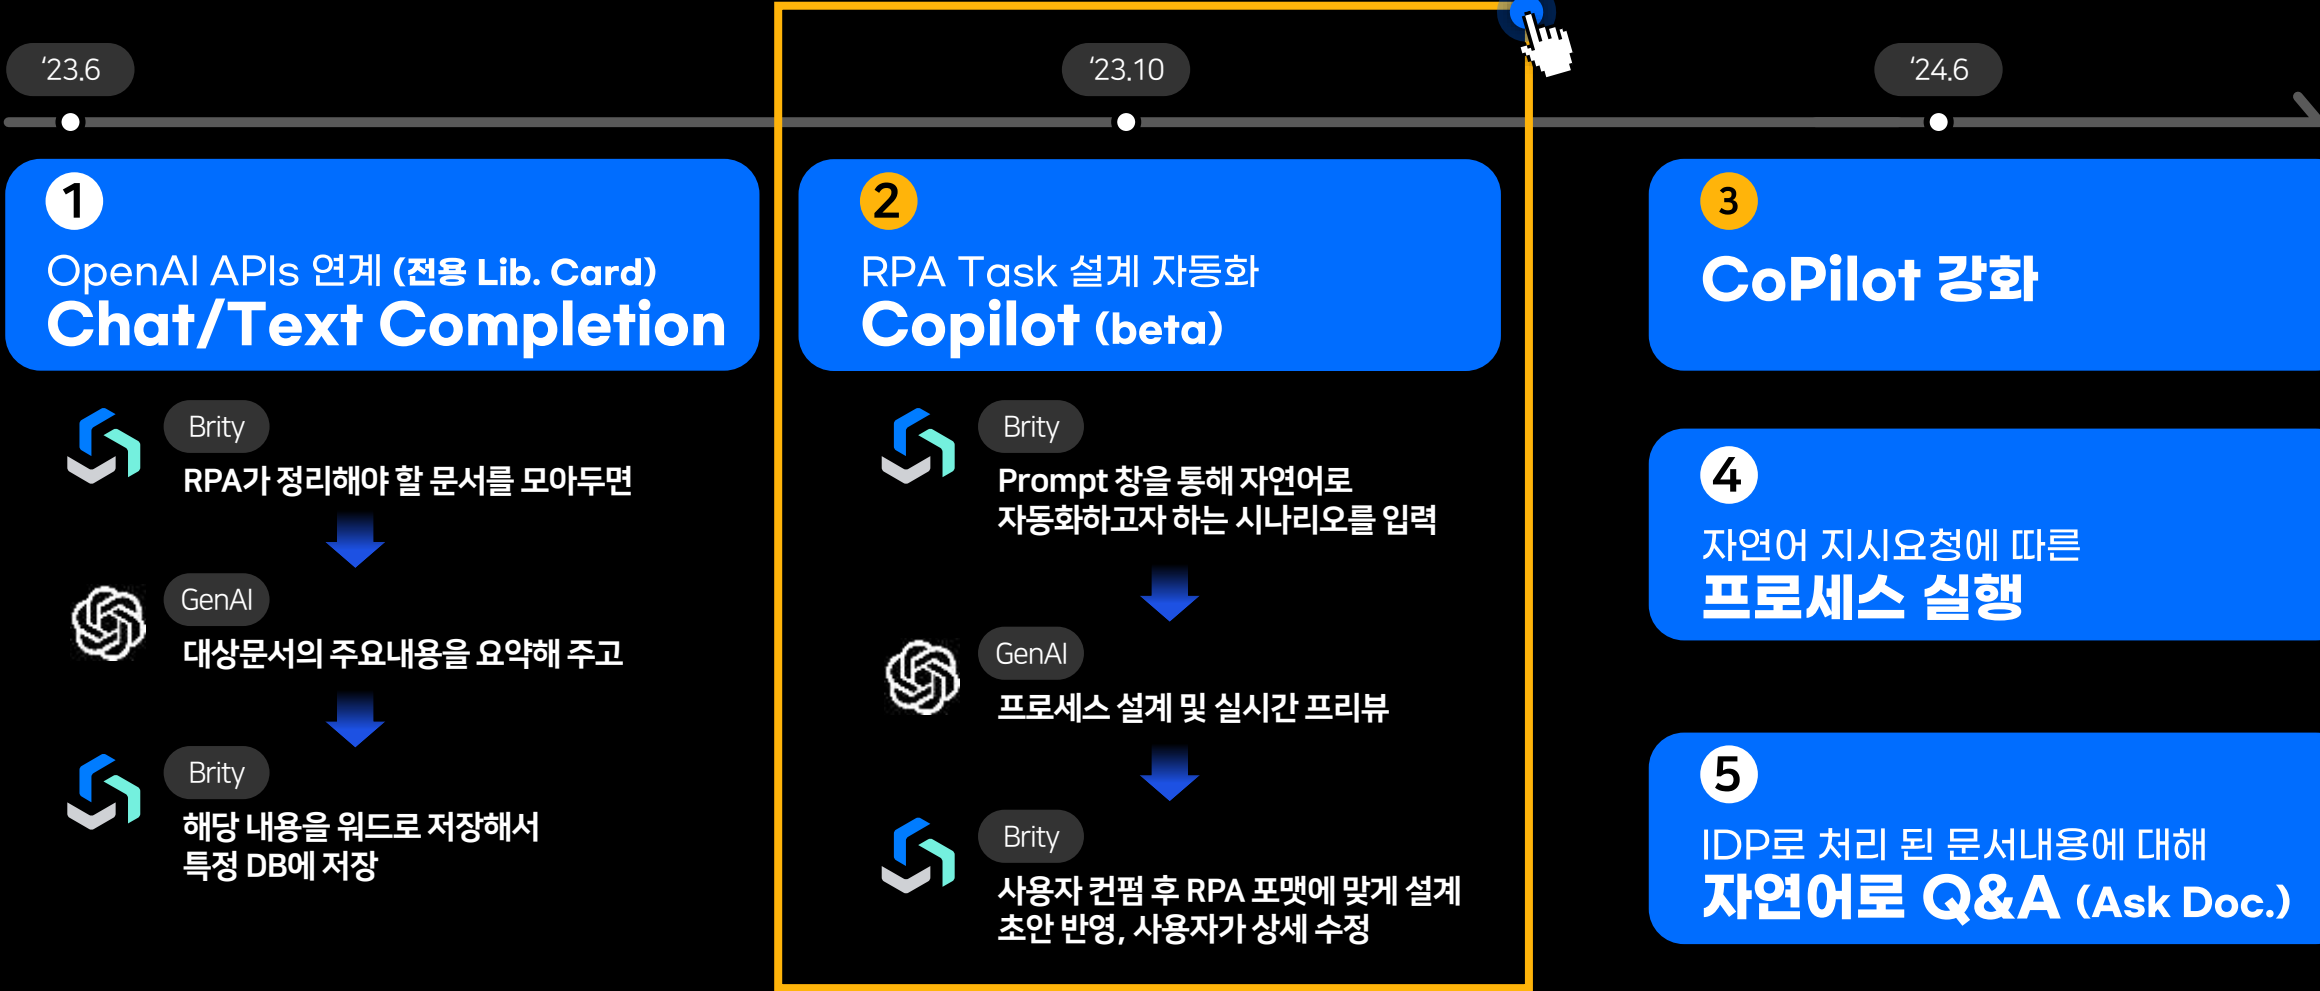 ‘23.6
1
OpenAI APIs 연계 (전용 Lib. Card)
Chat/Text Completion
Brity
RPA가 정리해야 할 문서를 모아두면
GenAI
대상문서의 주요내용을 요약해 주고
Brity
해당 내용을 워드로 저장해서
특정 DB에 저장
‘23.10
2
RPA Task 설계 자동화
Copilot (beta)
Brity
Prompt 창을 통해 자연어로
자동화하고자 하는 시나리오를 입력
GenAI
프로세스 설계 및 실시간 프리뷰
Brity
사용자 컨펌 후 RPA 포맷에 맞게 설계
초안 반영, 사용자가 상세 수정
‘24.6
3
CoPilot 강화
4
자연어 지시요청에 따른
프로세스 실행
5
IDP로 처리 된 문서내용에 대해
자연어로 Q&A (Ask Doc.)